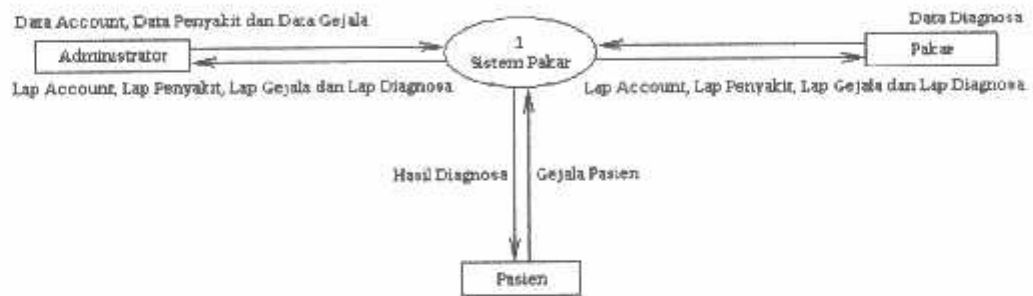 Data Account, Data Penyakit dan Data Gejala
Data Diagnosa
Administrator
1
Sistem Pakar
Pakar
Lap Account, Lap Penyakit, Lap Gejala dan Lap Diagnosa
Lap Account, Lap Penyakit, Lap Gejala dan Lap Diagnosa
Hasil Diagnosa
Gejala Pasien
Pasien